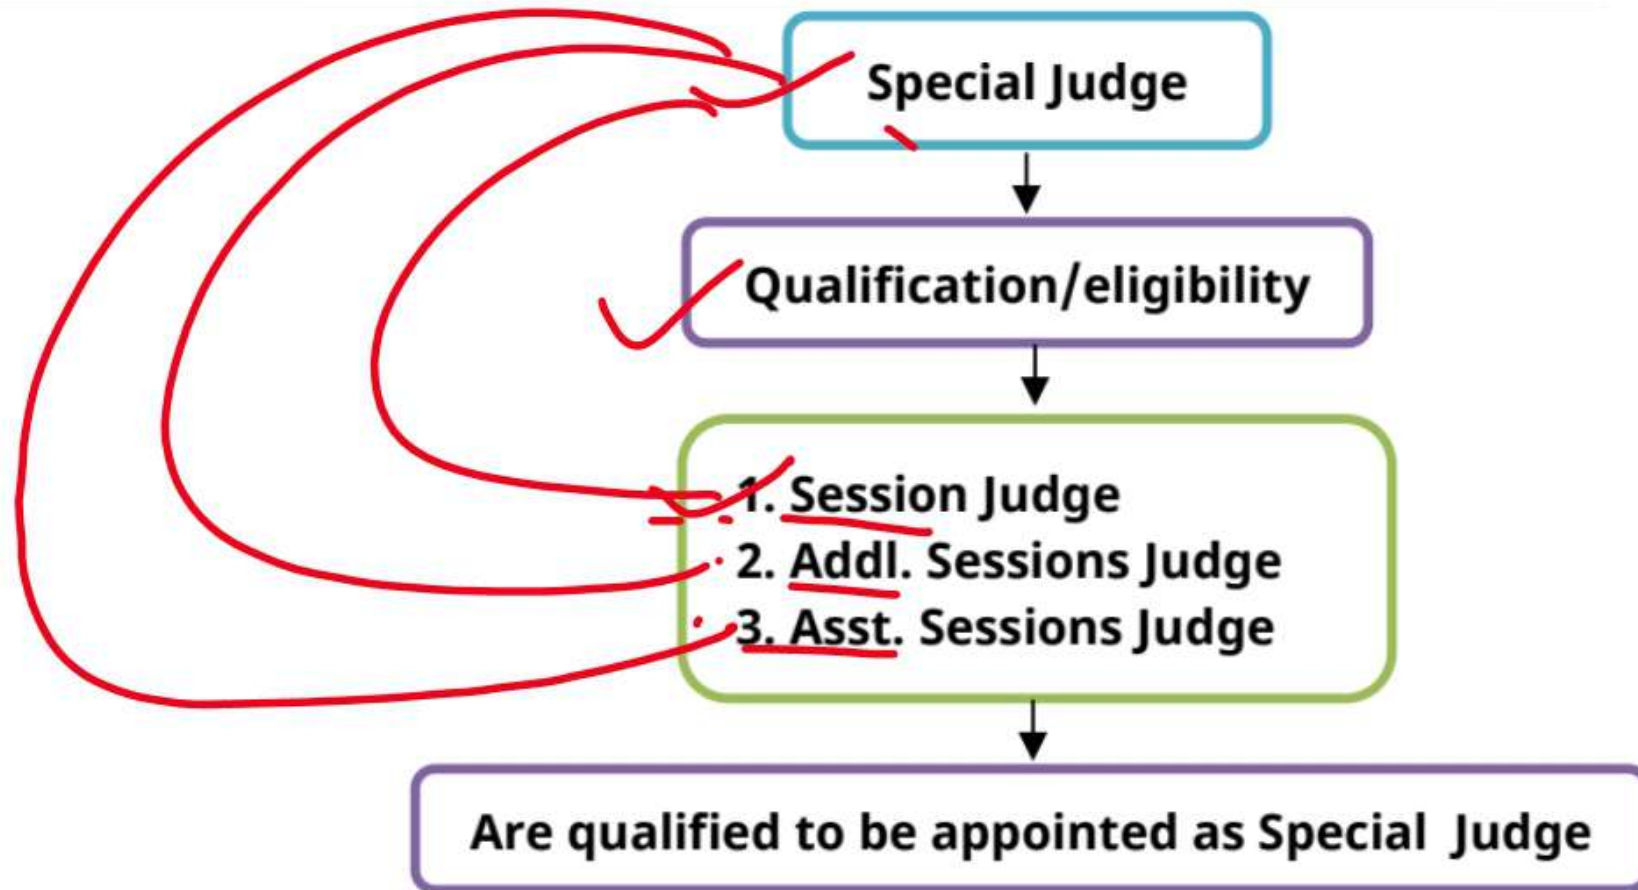 Special Judge
Qualification/eligibility
1. Session Judge
2. Addl. Sessions Judge
3. Asst. Sessions Judge
Are qualified to be appointed as Special Judge